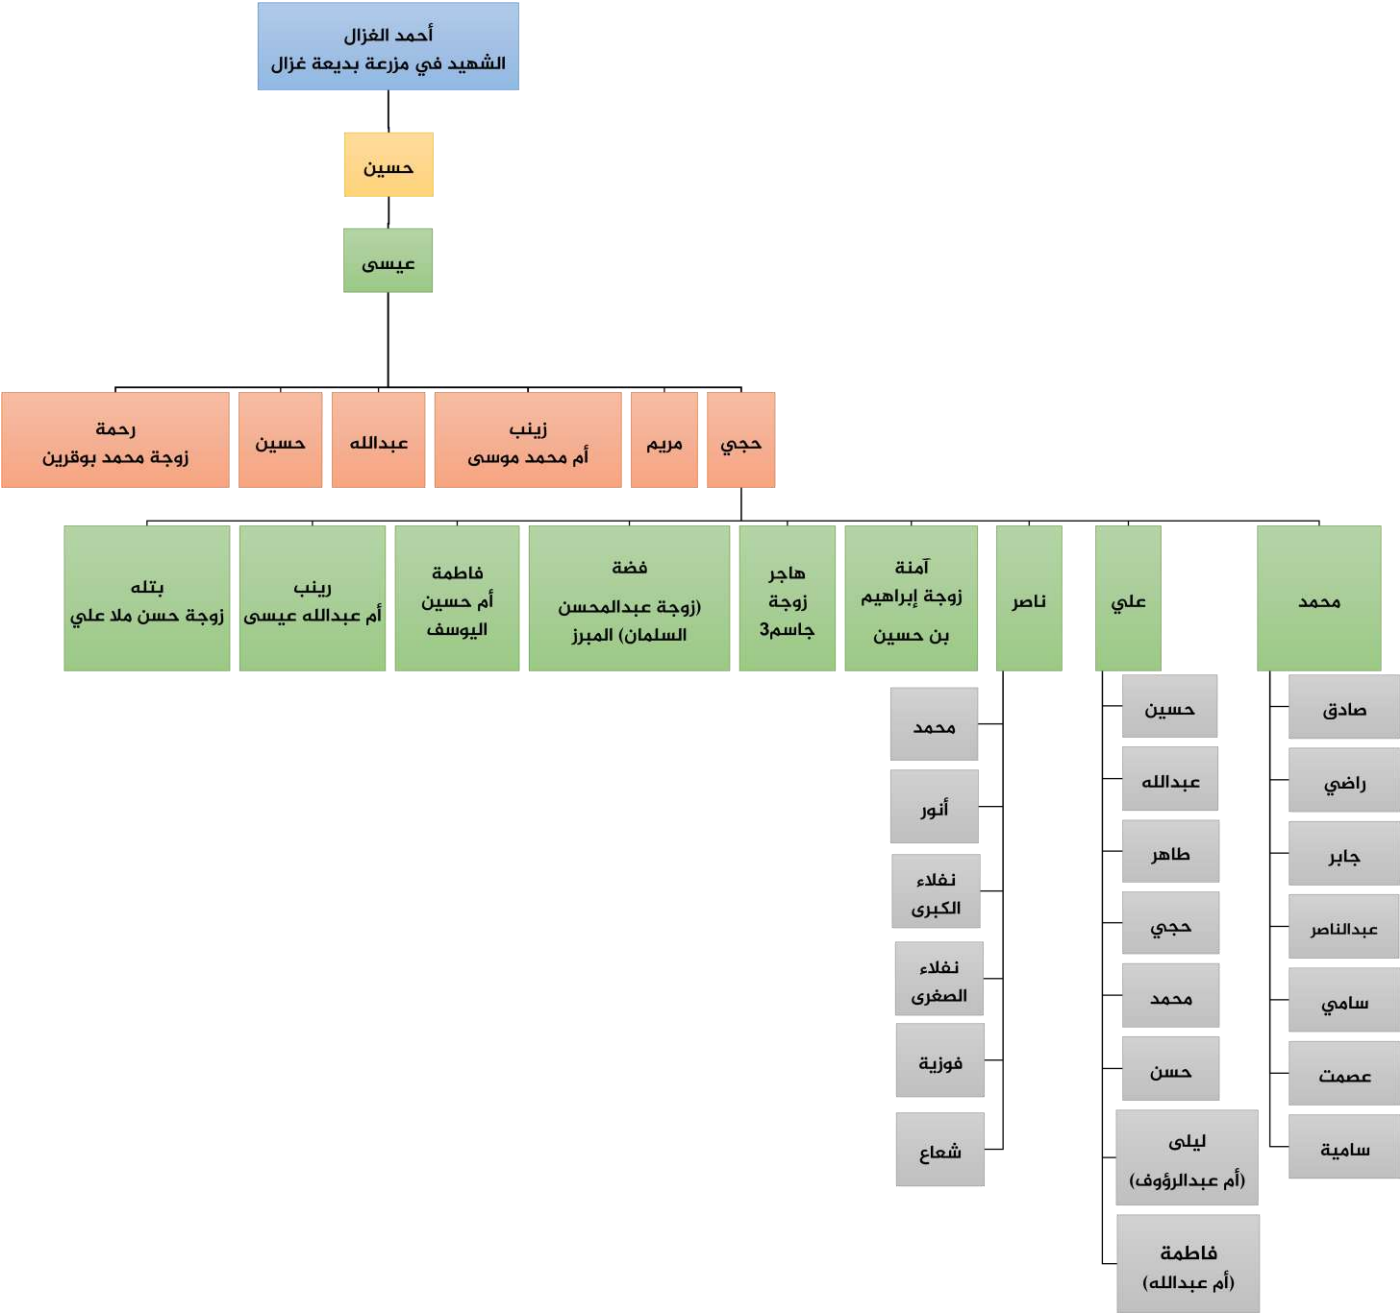 أحمد الغزال
الشهيد في مزرعة بديعة غزال
حسين
عيسى
حجي
مريم
زينب
أم محمد موسى
عبدالله
حسين
رحمة
زوجة محمد بوقرين
محمد
علي
ناصر
آمنة
زوجة إبراهيم
بن حسين
هاجر
زوجة
جاسم3
فضة
(زوجة عبدالمحسن
السلمان) المبرز
فاطمة
أم حسين
اليوسف
رينب
أم عبدالله عيسى
بتله
زوجة حسن ملا علي
صادق
راضي
جابر
عبدالناصر
سامي
عصمت
سامية
حسين
عبدالله
طاهر
حجي
محمد
حسن
ليلى
(أم عبدالرؤوف)
فاطمة
(أم عبدالله)
محمد
أنور
نفلاء
الكبرى
نفلاء
الصغرى
فوزية
شعاع